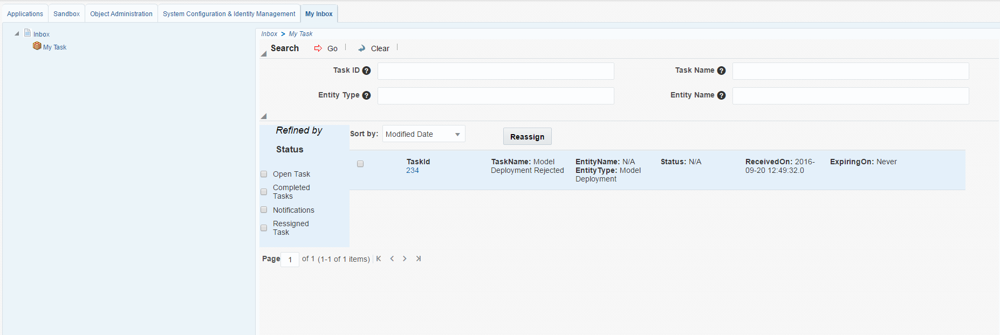 Applications Sandbox Object Administration System Configuration & Identity Management My Inbox
Inbox
My Task
Inbox > My Task
Search Go Clear
Task ID ? Task Name ?
Entity Type ? Entity Name ?
Refined by
Status
Open Task
Completed
Tasks
Notifications
Ressigned
Task
Sort by: Modified Date Reassign
TaskId TaskName: Model EntityName: N/A Status: N/A ReceivedOn: 2016- ExpiringOn: Never
234 Deployment Rejected EntityType: Model 09-20 12:49:32.0
Deployment
Page 1 of 1 (1-1 of 1 items)